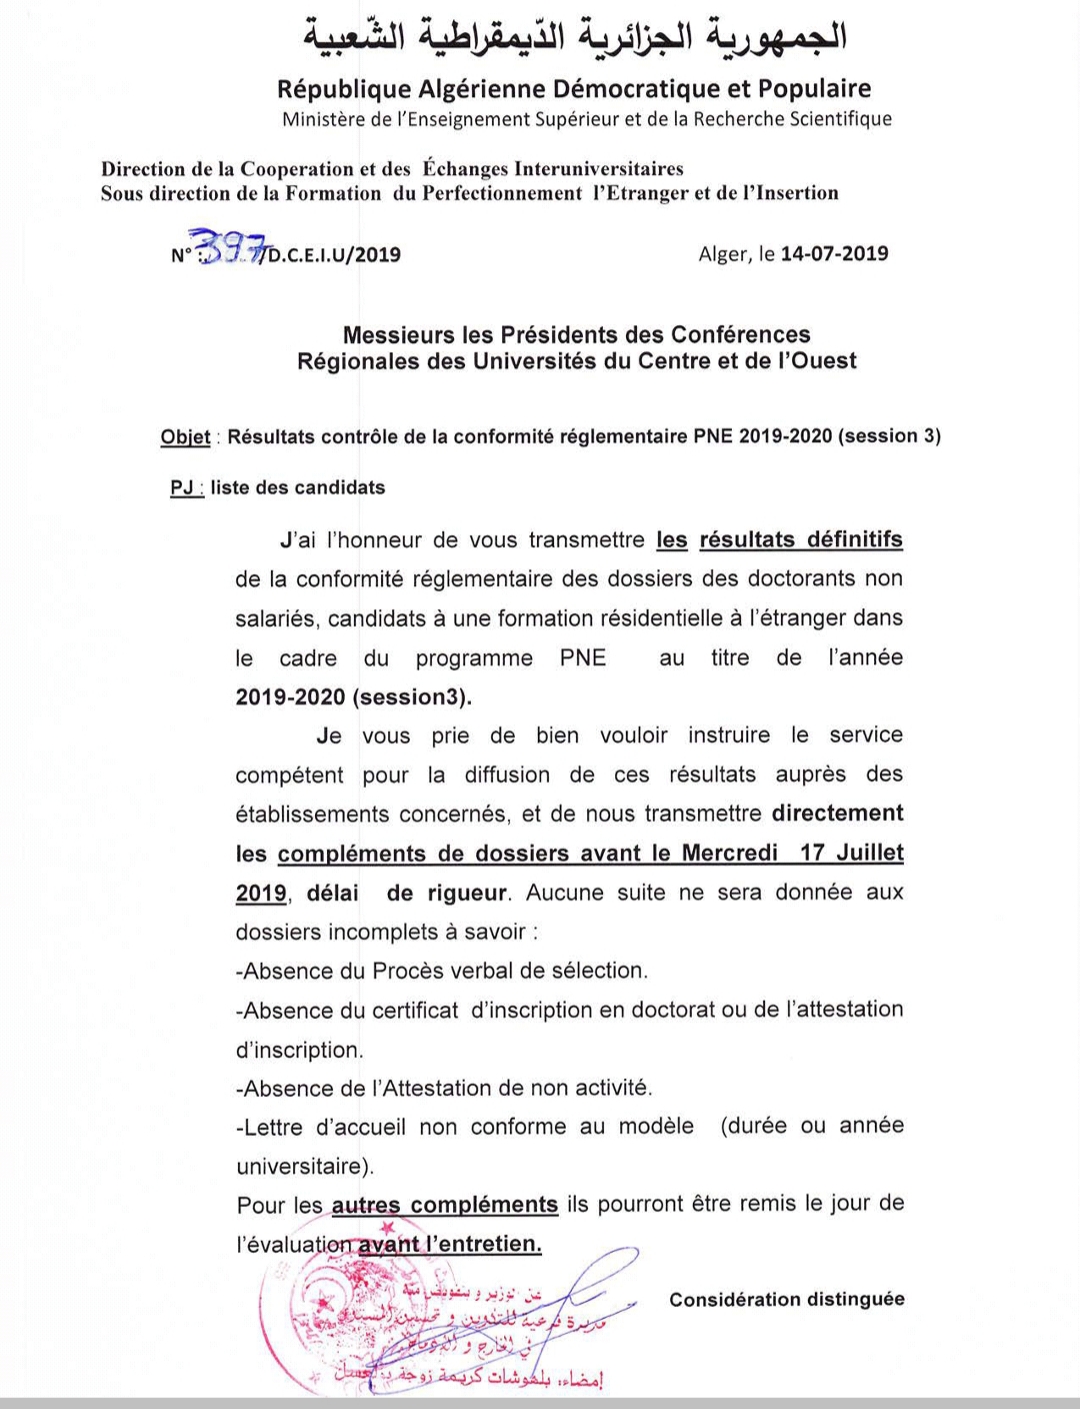 الجمهورية الجزائرية الدّيمقراطية الشّعبية
République Algérienne Démocratique et Populaire
Ministère de l'Enseignement Supérieur et de la Recherche Scientifique
Direction de la Cooperation et des Échanges Interuniversitaires
Sous direction de la Formation du Perfectionnement l'Etranger et de l'Insertion
N° : 397/D.C.E.I.U/2019 Alger, le 14-07-2019
Messieurs les Présidents des Conférences
Régionales des Universités du Centre et de l'Ouest
Objet : Résultats contrôle de la conformité réglementaire PNE 2019-2020 (session 3)
PJ : liste des candidats
J'ai l'honneur de vous transmettre les résultats définitifs
de la conformité réglementaire des dossiers des doctorants non
salariés, candidats à une formation résidentielle à l'étranger dans
le cadre du programme PNE au titre de l'année
2019-2020 (session3).
Je vous prie de bien vouloir instruire le service
compétent pour la diffusion de ces résultats auprès des
établissements concernés, et de nous transmettre directement
les compléments de dossiers avant le Mercredi 17 Juillet
2019, délai de rigueur. Aucune suite ne sera donnée aux
dossiers incomplets à savoir :
-Absence du Procès verbal de sélection.
-Absence du certificat d'inscription en doctorat ou de l'attestation
d'inscription.
-Absence de l'Attestation de non activité.
-Lettre d'accueil non conforme au modèle (durée ou année
universitaire).
Pour les autres compléments ils pourront être remis le jour de
l'évaluation avant l'entretien.
Considération distinguée
عن الوزير و بتفويض منه
مديرة فرعية للتكوين و تحسين المستوى
في الخارج و
إمضاء، بلهوشات كريمة زوجة